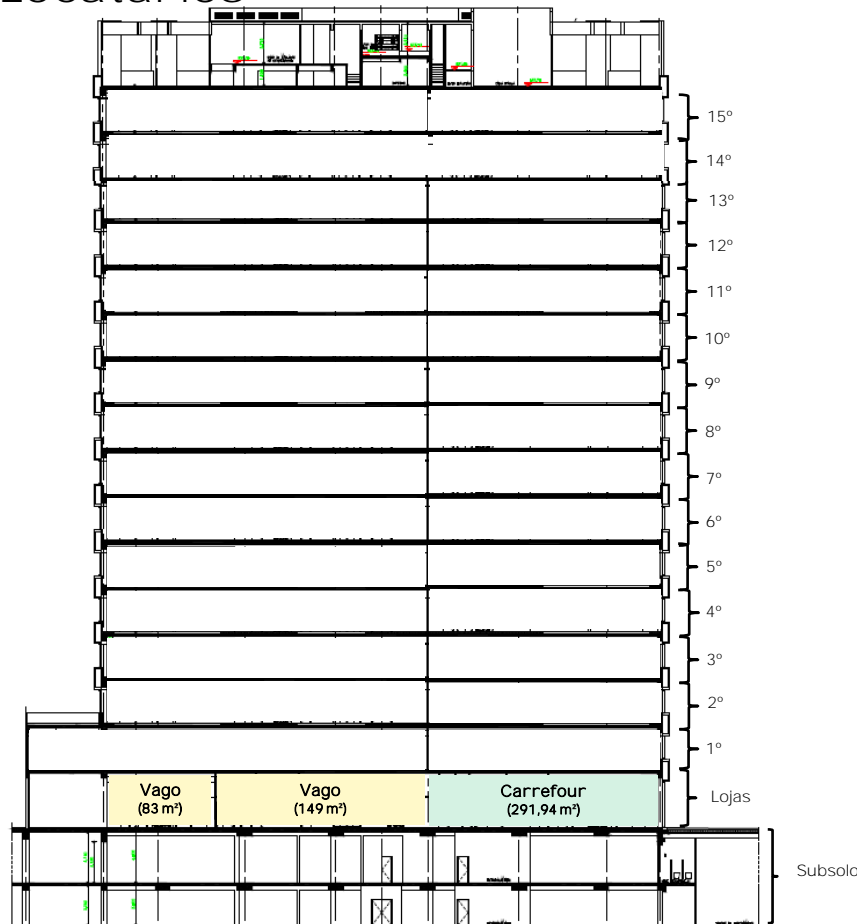 15º
14º
13º
12º
11º
10º
9º
8º
7º
6º
5º
4º
3º
2º
1º
Vago
(83 m²)
Vago
(149 m²)
Carrefour
(291,94 m²)
Lojas
Subsolo